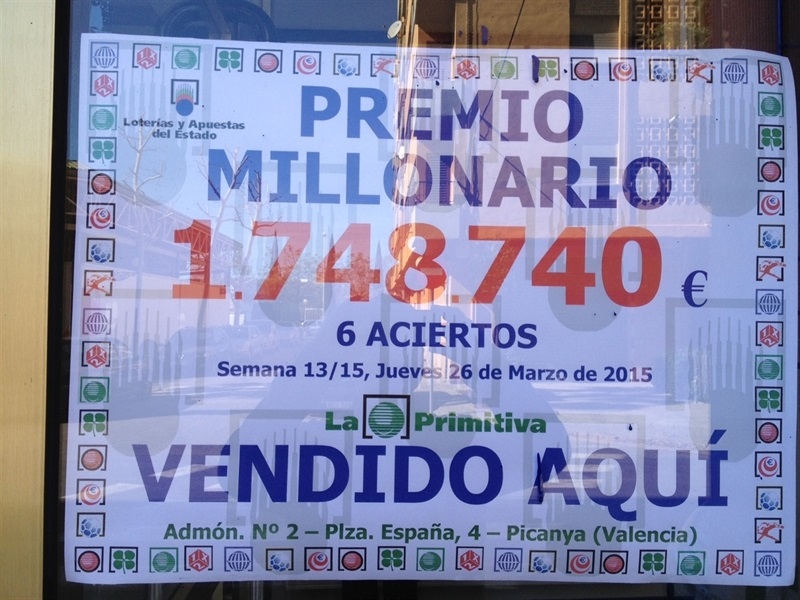 Loterías y Apuestas
del Estado
PREMIO
MILLONARIO
1.748.740 €
6 ACIERTOS
Semana 13/15, Jueves 26 de Marzo de 2015
La Primitiva
VENDIDO AQUÍ
Admón. Nº 2 – Plza. España, 4 – Picanya (Valencia)